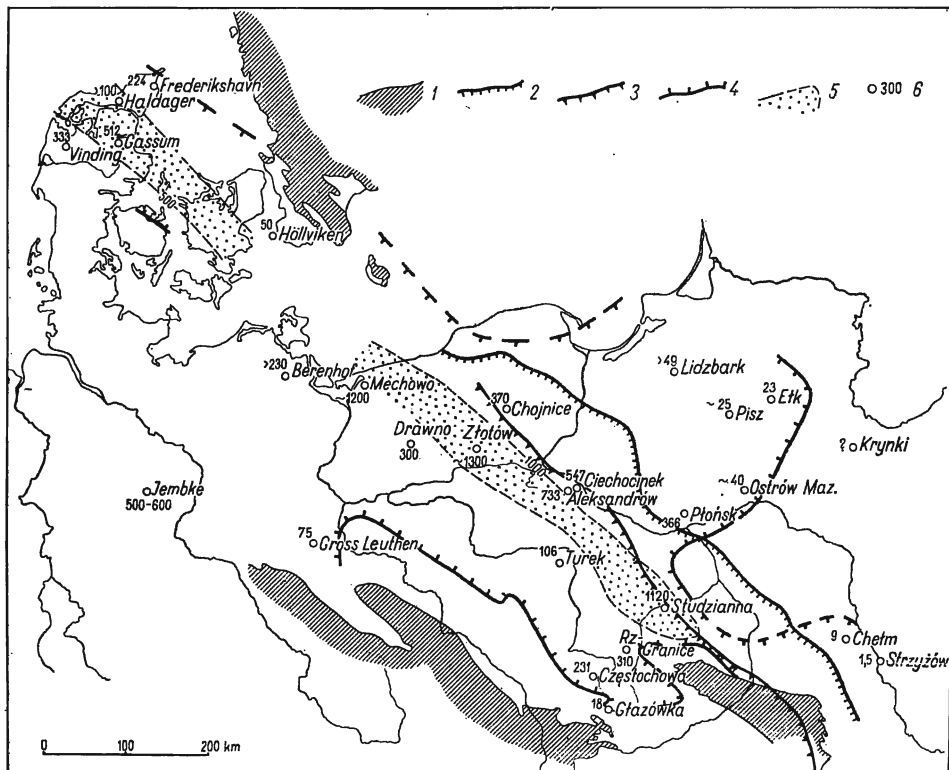 1 2 3 4 5 300 6
224 Frederikshavn
100 Haldager
512 Gassum
333 Vinding
50 Höllviken
>230 Berenhof
Mechowo
~1200
>49 Lidzbark
23 Ełk
~25 Pisz
370 Chojnice
? Krynki
Drawno
300
Złotów
~1300
1000
547 Ciechocinek
733 Aleksandrów
~40 Ostrów Maz.
Jembke
500-600
366 Płońsk
75 Gross Leuthen
106 Turek
1120 Studzianna
Rz-
Granice
310
9 Chełm
1,5 Strzyżów
231 Częstochowa
18 Głazówka
0 100 200 km